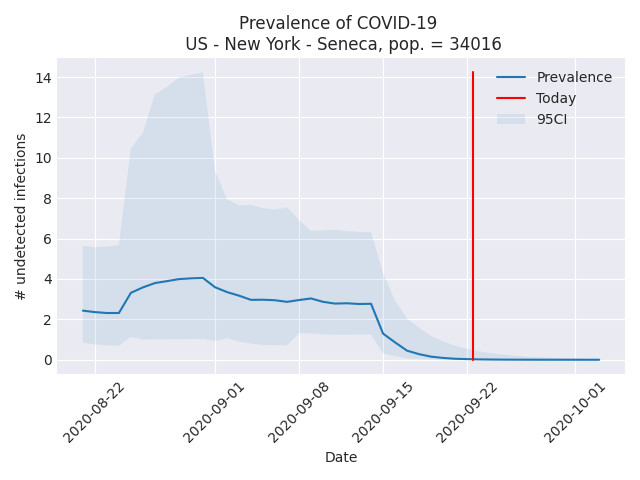 Prevalence of COVID-19
US - New York - Seneca, pop. = 34016
Prevalence
Today
95CI
14
12
10
8
6
4
2
0
# undetected infections
2020-08-22
2020-09-01
2020-09-08
2020-09-15
2020-09-22
2020-10-01
Date